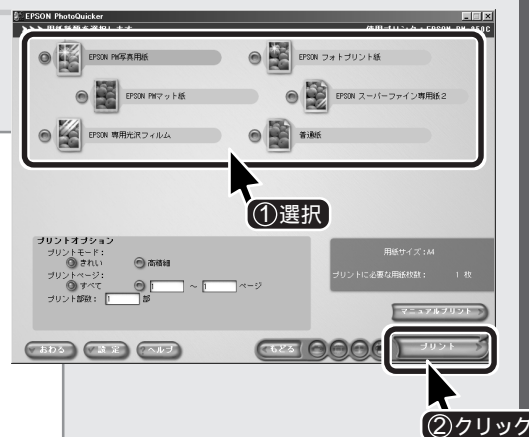 EPSON PhotoQuicker
EPSON PM写真用紙
EPSON フォトプリント紙
EPSON PMマット紙
EPSON スーパーファイン専用紙2
EPSON 専用光沢フィルム
普通紙
①選択
プリントオプション
プリントモード：
きれい
高精細
プリントページ：
すべて
1 ～ 1 ページ
プリント部数： 1 部
用紙サイズ：A4
プリントに必要な用紙枚数： 1 枚
マニュアルプリント
おわる
設定
?ヘルプ
もどる
プリント
②クリック